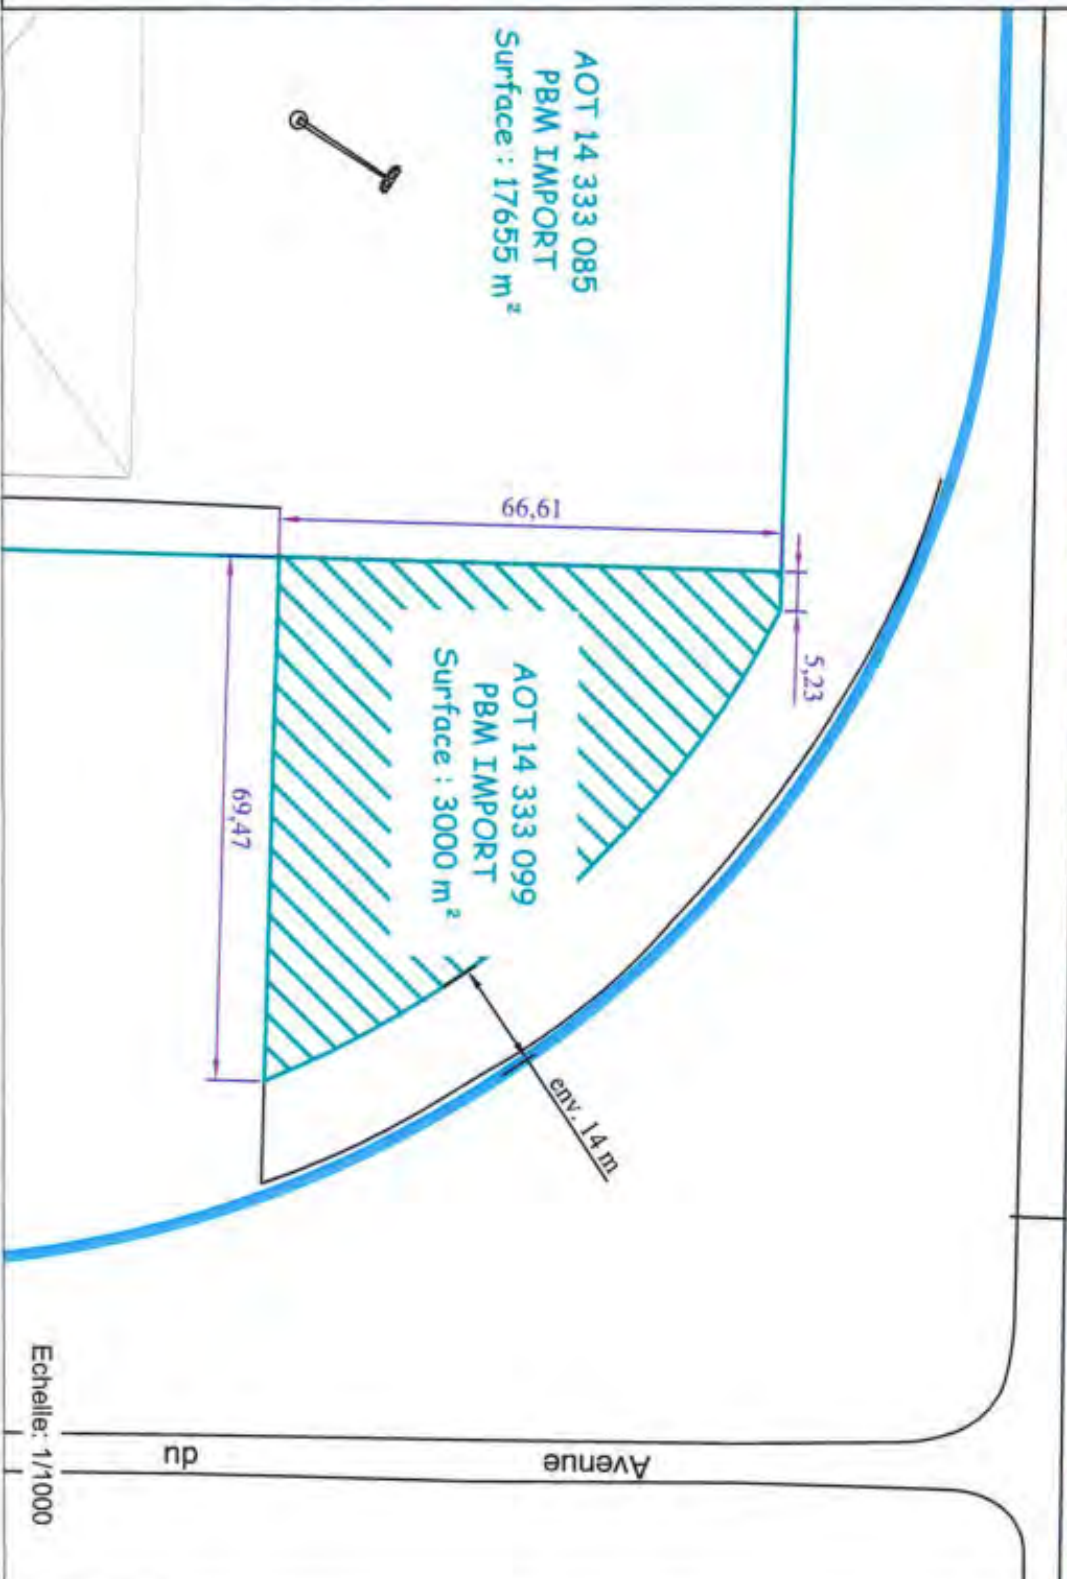 AOT 14 333 085
PBM IMPORT
Surface : 17655 m²
66,61
5,23
AOT 14 333 099
PBM IMPORT
Surface : 3000 m²
69,47
env. 14 m
Avenue
du
Echelle: 1/1000